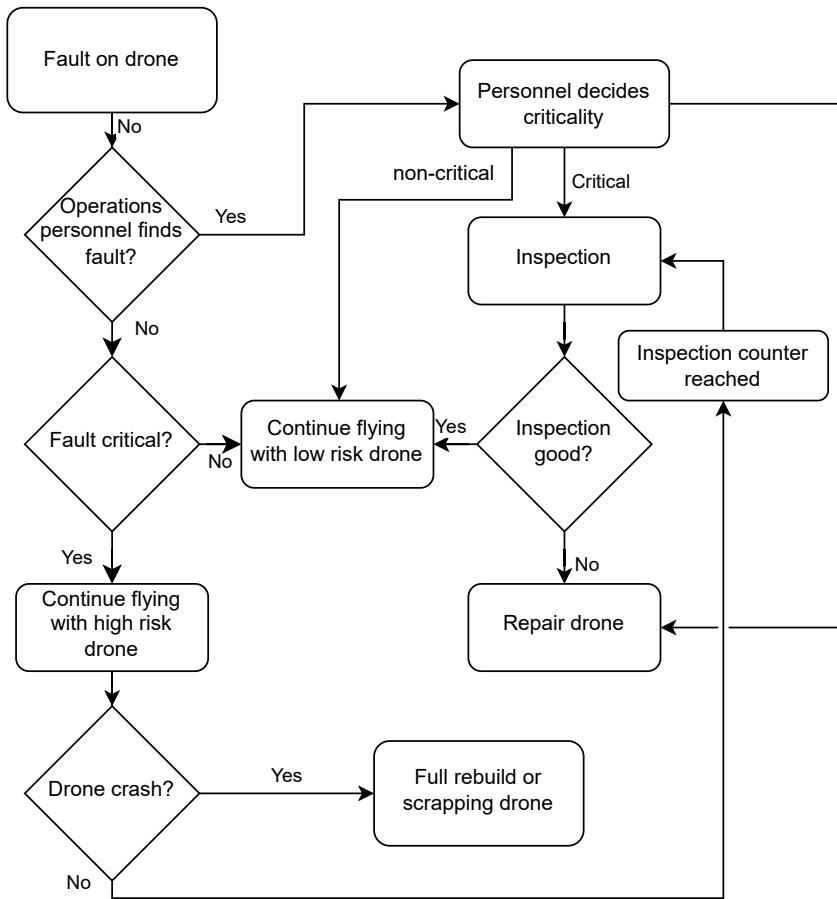 Fault on drone
No
Operations
personnel finds
fault?
Yes
Personnel decides
criticality
non-critical
Critical
Inspection
Inspection counter
reached
No
Fault critical?
No
Continue flying
with low risk drone
Yes
Inspection
good?
Yes
No
Continue flying
with high risk
drone
Repair drone
Drone crash?
Yes
Full rebuild or
scrapping drone
No